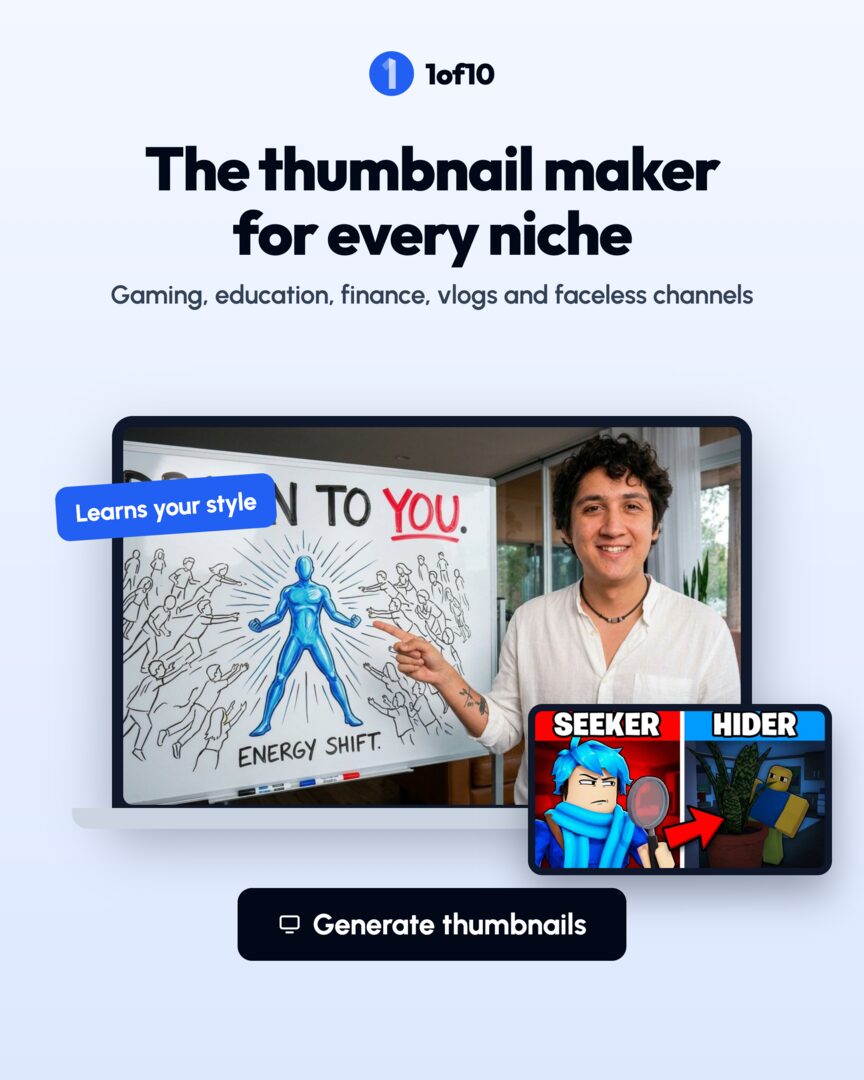 1of10
The thumbnail maker
for every niche
Gaming, education, finance, vlogs and faceless channels
Learns your style
TO YOU.
ENERGY SHIFT.
SEEKER
HIDER
Generate thumbnails